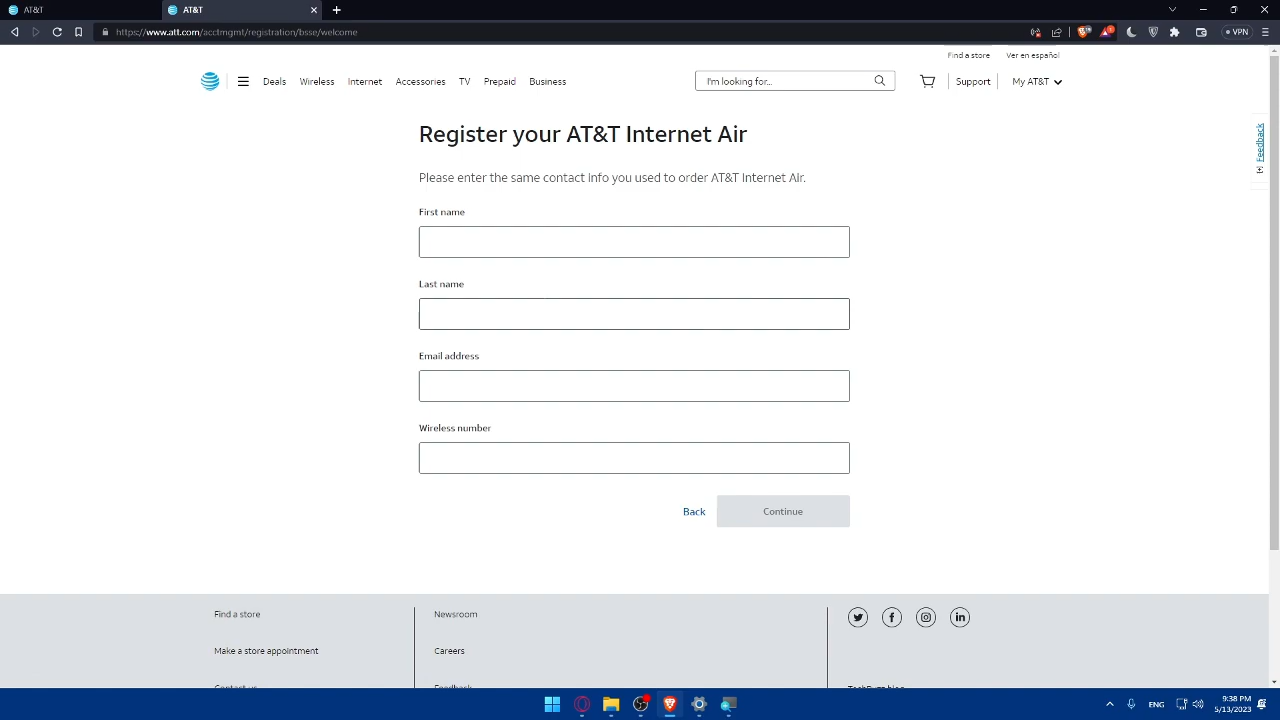 AT&T
AT&T
https://www.att.com/acctmgmt/registration/bsse/welcome
VPN
Find a store
Ver en español
Deals
Wireless
Internet
Accessories
TV
Prepaid
Business
I'm looking for...
Support
My AT&T
Feedback
Register your AT&T Internet Air
Please enter the same contact info you used to order AT&T Internet Air.
First name
Last name
Email address
Wireless number
Back
Continue
Find a store
Newsroom
Make a store appointment
Careers
Contact us
Feedback
TechBuzz blog
ENG
9:38 PM
5/13/2023